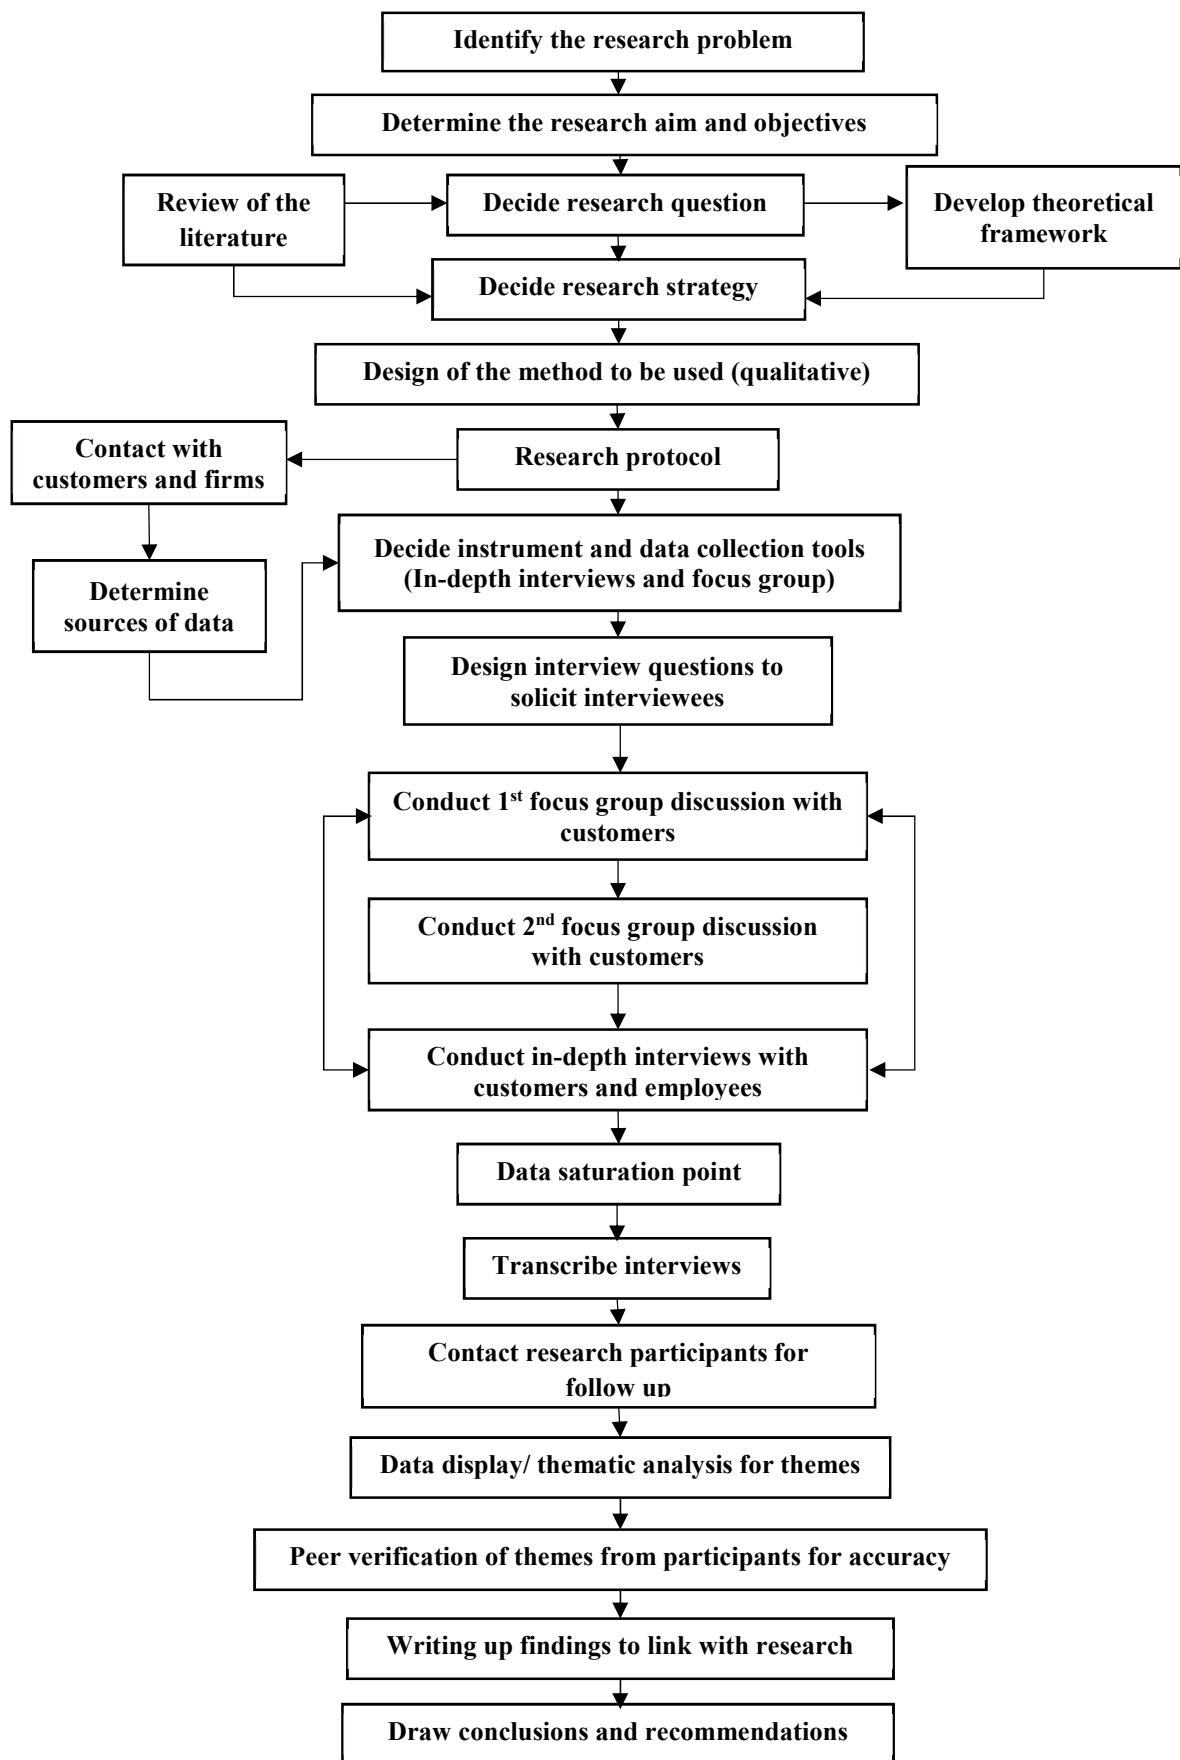 Identify the research problem
Determine the research aim and objectives
Review of the
literature
Decide research question
Develop theoretical
framework
Decide research strategy
Design of the method to be used (qualitative)
Contact with
customers and firms
Research protocol
Determine
sources of data
Decide instrument and data collection tools
(In-depth interviews and focus group)
Design interview questions to
solicit interviewees
Conduct 1st focus group discussion with
customers
Conduct 2nd focus group discussion
with customers
Conduct in-depth interviews with
customers and employees
Data saturation point
Transcribe interviews
Contact research participants for
follow up
Data display/ thematic analysis for themes
Peer verification of themes from participants for accuracy
Writing up findings to link with research
Draw conclusions and recommendations